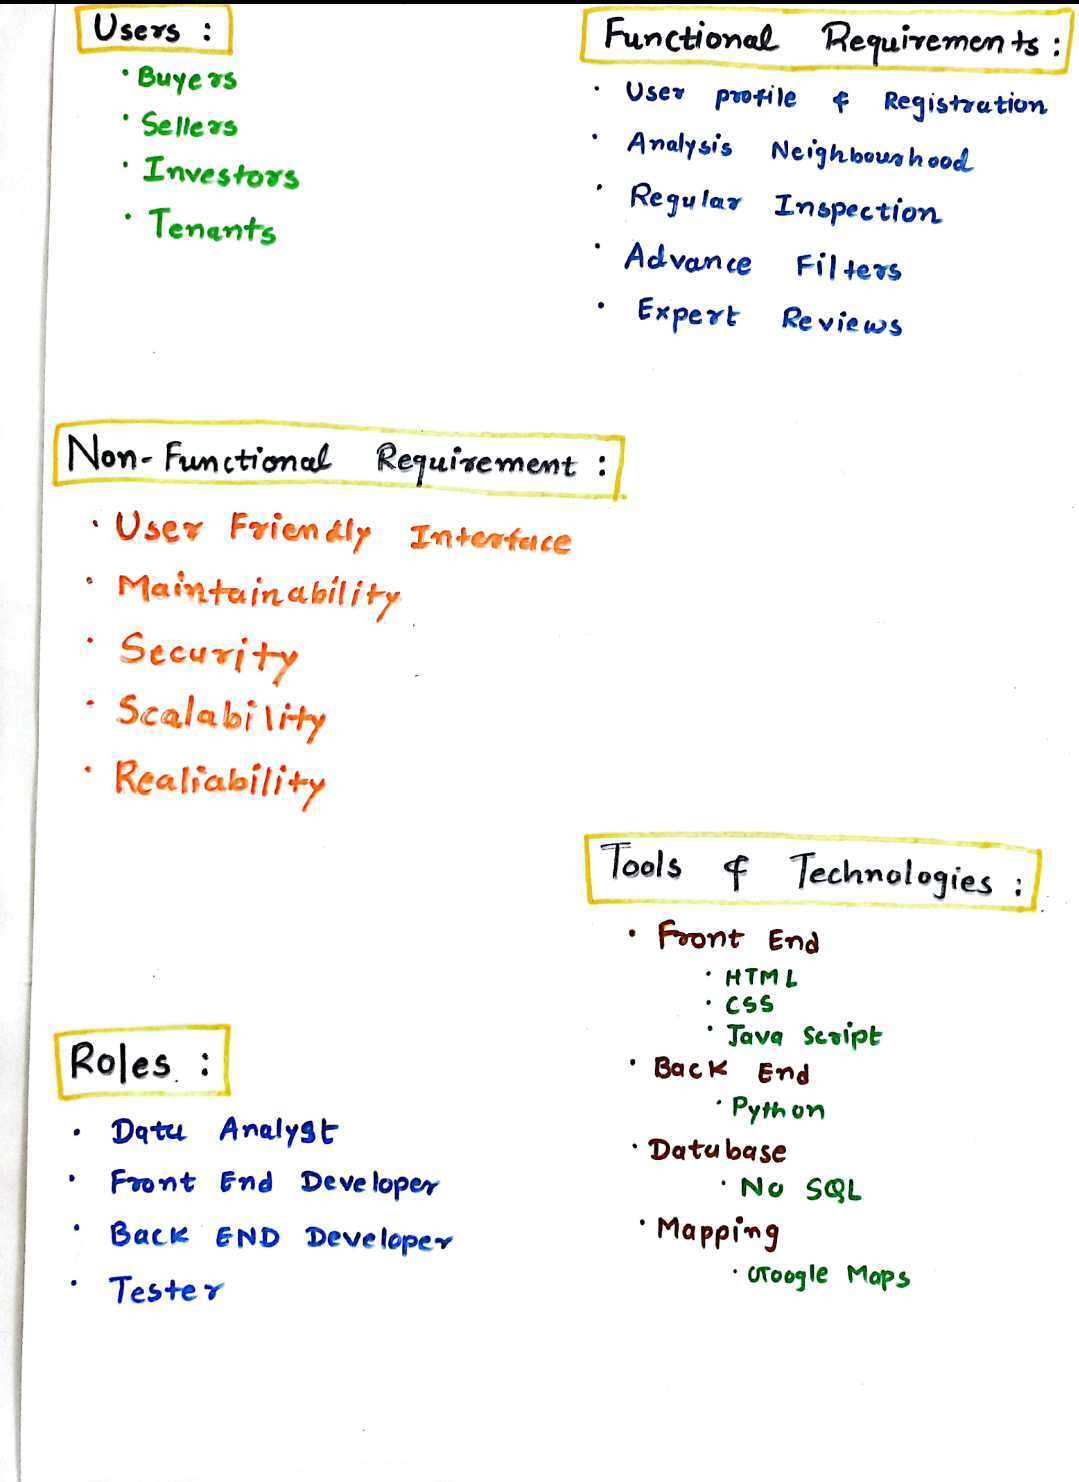 Users :
• Buyers
• Sellers
• Investors
• Tenants
Functional Requirements :
• User profile & Registration
• Analysis Neighbourhood
• Regular Inspection
• Advance Filters
• Expert Reviews
Non-Functional Requirement :
• User Friendly Interface
• Maintainability
• Security
• Scalability
• Realiability
Tools & Technologies :
• Front End
• HTML
• CSS
• Java Script
• Back End
• Python
• Database
• No SQL
• Mapping
• Google Maps
Roles :
• Data Analyst
• Front End Developer
• Back END Developer
• Tester